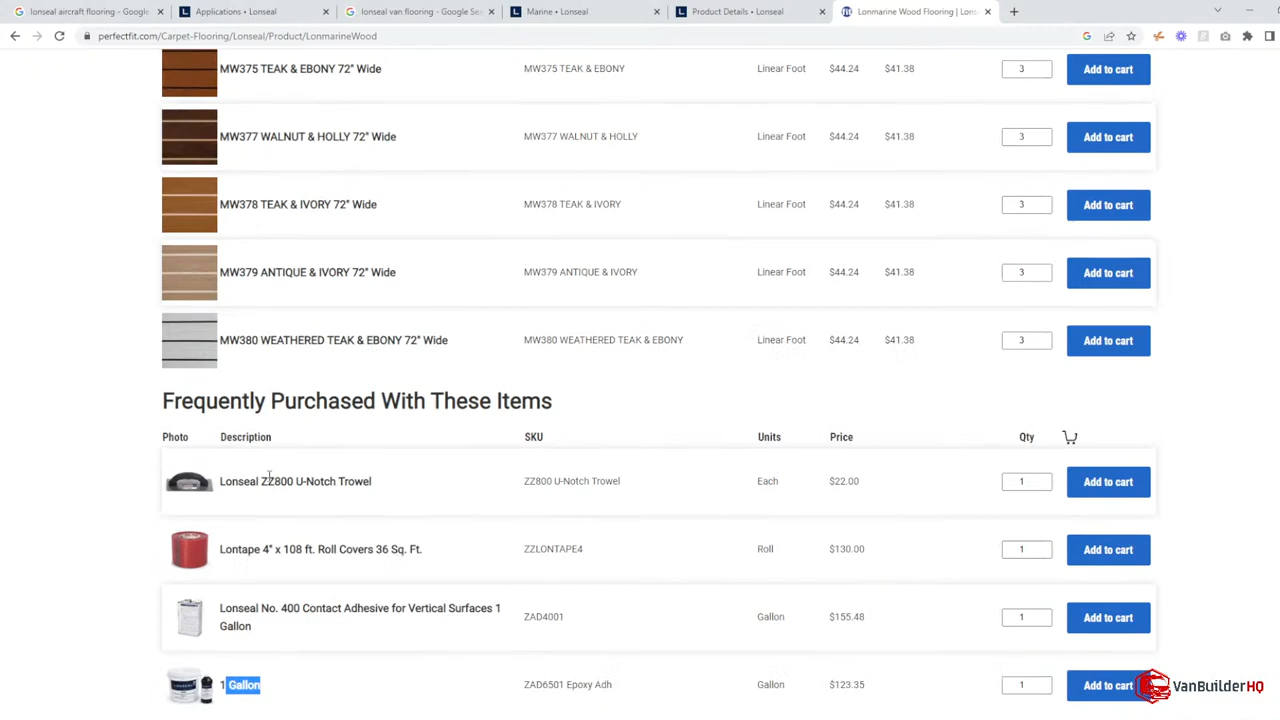 lonseal aircraft flooring - Google
Applications • Lonseal
lonseal van flooring - Google Se
Marine • Lonseal
Product Details • Lonseal
Lonmarine Wood Flooring | Lons
perfectfit.com/Carpet-Flooring/Lonseal/Product/LonmarineWood
MW375 TEAK & EBONY 72" Wide MW375 TEAK & EBONY Linear Foot $44.24 $41.38 3 Add to cart
MW377 WALNUT & HOLLY 72" Wide MW377 WALNUT & HOLLY Linear Foot $44.24 $41.38 3 Add to cart
MW378 TEAK & IVORY 72" Wide MW378 TEAK & IVORY Linear Foot $44.24 $41.38 3 Add to cart
MW379 ANTIQUE & IVORY 72" Wide MW379 ANTIQUE & IVORY Linear Foot $44.24 $41.38 3 Add to cart
MW380 WEATHERED TEAK & EBONY 72" Wide MW380 WEATHERED TEAK & EBONY Linear Foot $44.24 $41.38 3 Add to cart
Frequently Purchased With These Items
Photo Description SKU Units Price Qty
Lonseal ZZ800 U-Notch Trowel ZZ800 U-Notch Trowel Each $22.00 1 Add to cart
Lontape 4" x 108 ft. Roll Covers 36 Sq. Ft. ZZLONTAPE4 Roll $130.00 1 Add to cart
Lonseal No. 400 Contact Adhesive for Vertical Surfaces 1
Gallon ZAD4001 Gallon $155.48 1 Add to cart
1 Gallon ZAD6501 Epoxy Adh Gallon $123.35 1 Add to cart
VanBuilderHQ